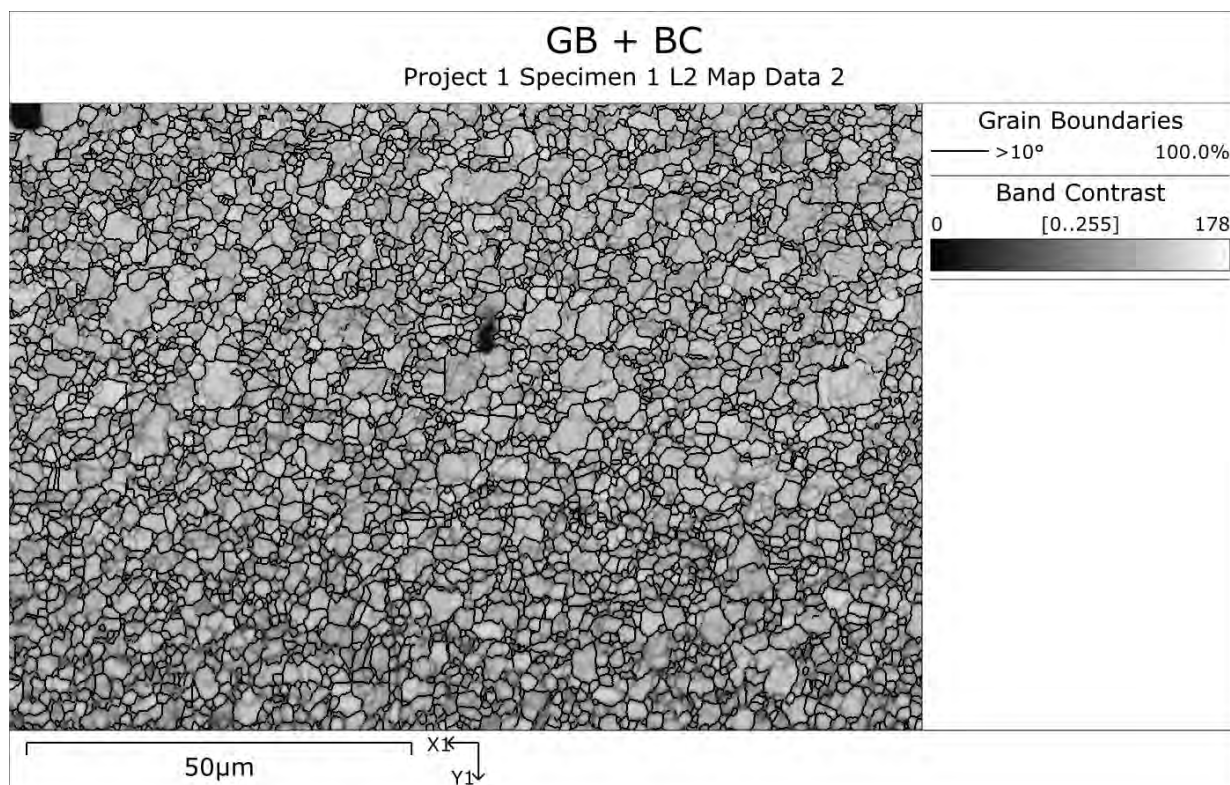 GB + BC
Project 1 Specimen 1 L2 Map Data 2
Grain Boundaries
>10° 100.0%
Band Contrast
0 [0..255] 178
50µm
X1
Y1